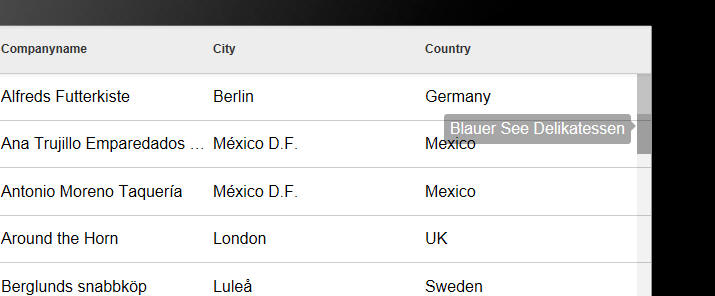 Companyname City Country
Alfreds Futterkiste Berlin Germany
Blauer See Delikatessen
Ana Trujillo Emparedados ... México D.F. Mexico
Antonio Moreno Taquería México D.F. Mexico
Around the Horn London UK
Berglunds snabbköp Luleå Sweden